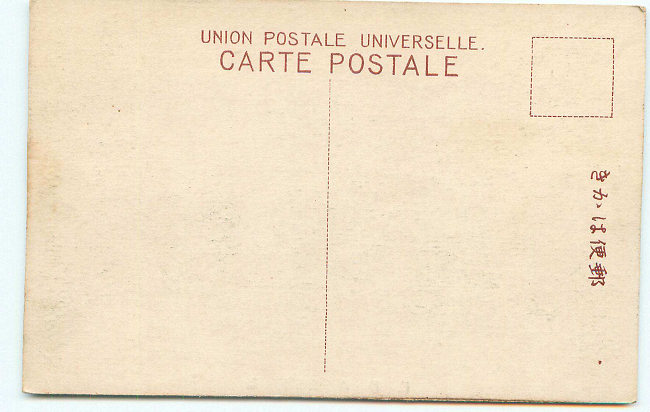 UNION POSTALE UNIVERSELLE.
CARTE POSTALE
郵便はかき